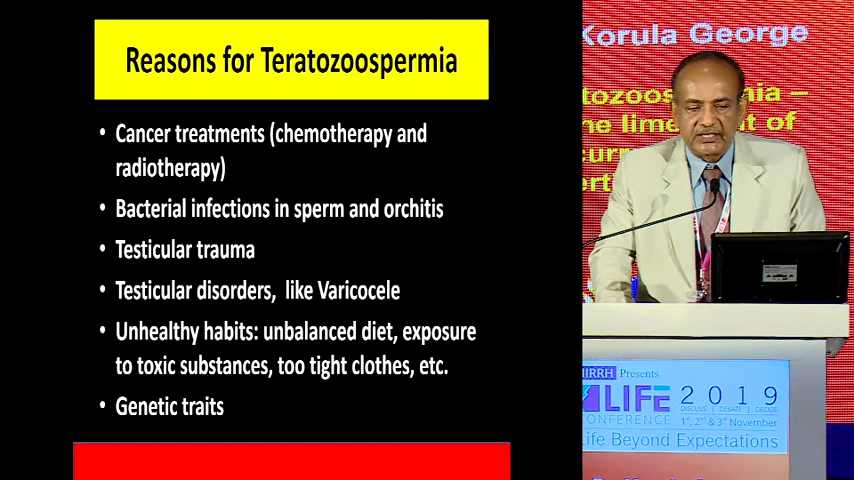 Reasons for Teratozoospermia
• Cancer treatments (chemotherapy and
radiotherapy)
• Bacterial infections in sperm and orchitis
• Testicular trauma
• Testicular disorders, like Varicocele
• Unhealthy habits: unbalanced diet, exposure
to toxic substances, too tight clothes, etc.
• Genetic traits
Korula George
of
Presents
LIFE 2019
DISCUSS | DEBATE | DECIDE
CONFERENCE 1st, 2nd & 3rd November
Life Beyond Expectations